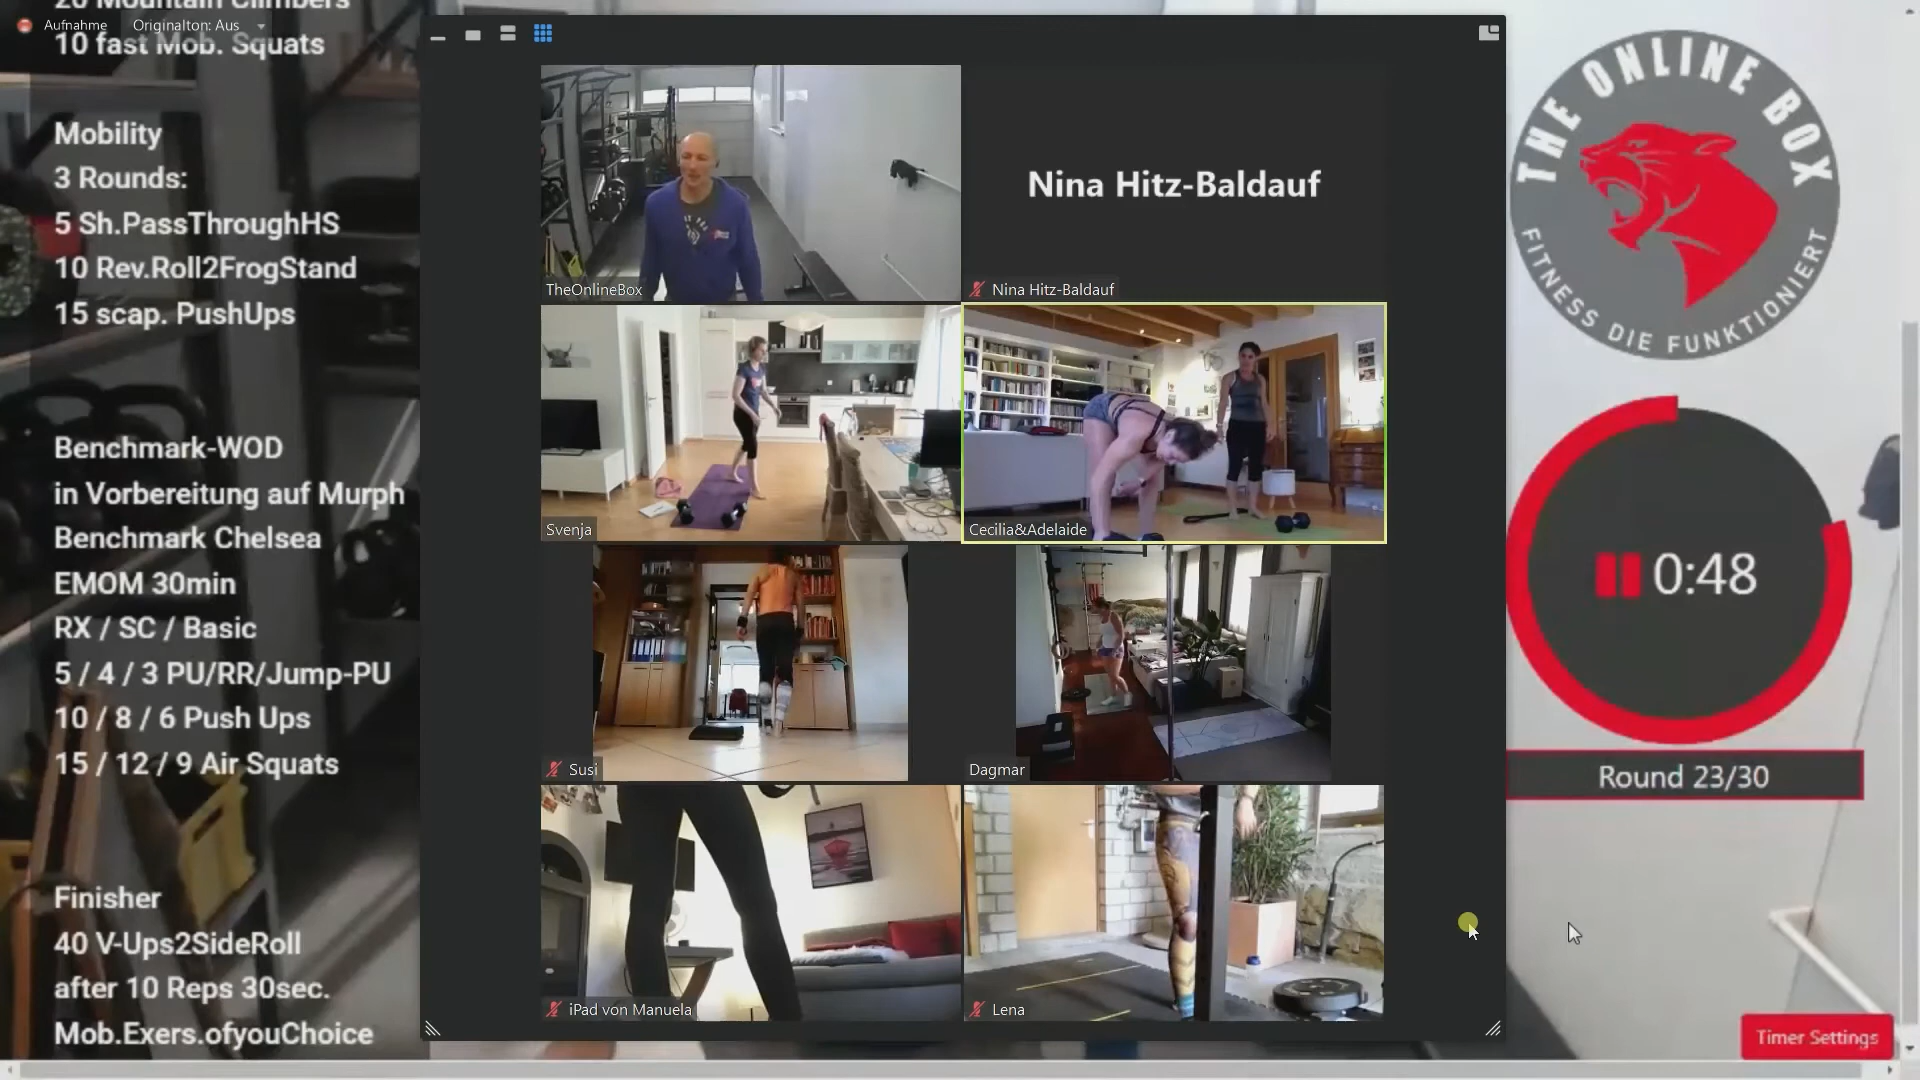 20 Mountain Climbers
Aufnahme
Originalton: Aus
10 fast Mob. Squats
Mobility
3 Rounds:
5 Sh.PassThroughHS
10 Rev.Roll2FrogStand
15 scap. PushUps
Benchmark-WOD
in Vorbereitung auf Murph
Benchmark Chelsea
EMOM 30min
RX / SC / Basic
5 / 4 / 3 PU/RR/Jump-PU
10 / 8 / 6 Push Ups
15 / 12 / 9 Air Squats
Finisher
40 V-Ups2SideRoll
after 10 Reps 30sec.
Mob.Exers.ofyouChoice
TheOnlineBox
Nina Hitz-Baldauf
Nina Hitz-Baldauf
Svenja
Cecilia&Adelaide
Susi
Dagmar
iPad von Manuela
Lena
THE ONLINE BOX
FITNESS DIE FUNKTIONIERT
0:48
Round 23/30
Timer Settings